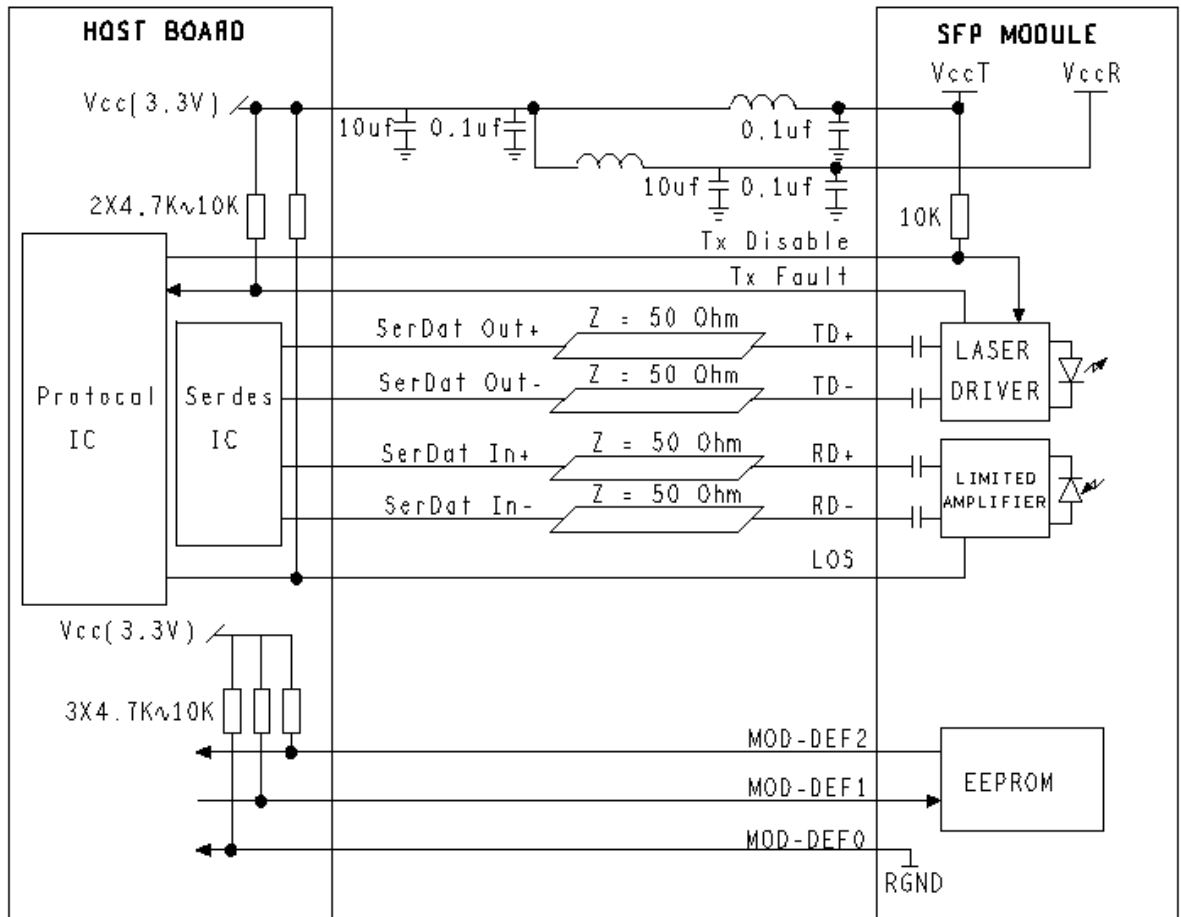 HOST BOARD
SFP MODULE
VccT
VccR
Vcc(3.3V)
10uf
0.1uf
0.1uf
10uf
0.1uf
2X4.7K~10K
10K
Tx Disable
Tx Fault
SerDat Out+
Z = 50 Ohm
TD+
SerDat Out-
Z = 50 Ohm
TD-
LASER
DRIVER
Protocal
IC
Serdes
IC
SerDat In+
Z = 50 Ohm
RD+
SerDat In-
Z = 50 Ohm
RD-
LIMITED
AMPLIFIER
LOS
Vcc(3.3V)
3X4.7K~10K
MOD-DEF2
MOD-DEF1
EEPROM
MOD-DEF0
RGND